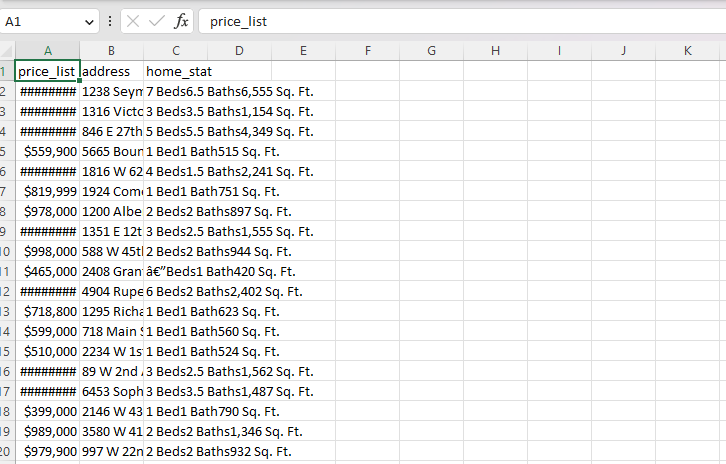 A1 fx price_list
A B C D E F G H I J K
1 price_list address home_stat
2 ######## 1238 Seym 7 Beds6.5 Baths6,555 Sq. Ft.
3 ######## 1316 Victo 3 Beds3.5 Baths1,154 Sq. Ft.
4 ######## 846 E 27th 5 Beds5.5 Baths4,349 Sq. Ft.
5 $559,900 5665 Boun 1 Bed1 Bath515 Sq. Ft.
6 ######## 1816 W 62 4 Beds1.5 Baths2,241 Sq. Ft.
7 $819,999 1924 Com 1 Bed1 Bath751 Sq. Ft.
8 $978,000 1200 Albe 2 Beds2 Baths897 Sq. Ft.
9 ######## 1351 E 12t 3 Beds2.5 Baths1,555 Sq. Ft.
10 $998,000 588 W 45t 2 Beds2 Baths944 Sq. Ft.
11 $465,000 2408 Gran â€”Beds1 Bath420 Sq. Ft.
12 ######## 4904 Rupe 6 Beds2 Baths2,402 Sq. Ft.
13 $718,800 1295 Richa 1 Bed1 Bath623 Sq. Ft.
14 $599,000 718 Main S 1 Bed1 Bath560 Sq. Ft.
15 $510,000 2234 W 1s 1 Bed1 Bath524 Sq. Ft.
16 ######## 89 W 2nd A 3 Beds2.5 Baths1,562 Sq. Ft.
17 ######## 6453 Soph 3 Beds3.5 Baths1,487 Sq. Ft.
18 $399,000 2146 W 43 1 Bed1 Bath790 Sq. Ft.
19 $989,000 3580 W 41 2 Beds2 Baths1,346 Sq. Ft.
20 $979,900 997 W 22n 2 Beds2 Baths932 Sq. Ft.